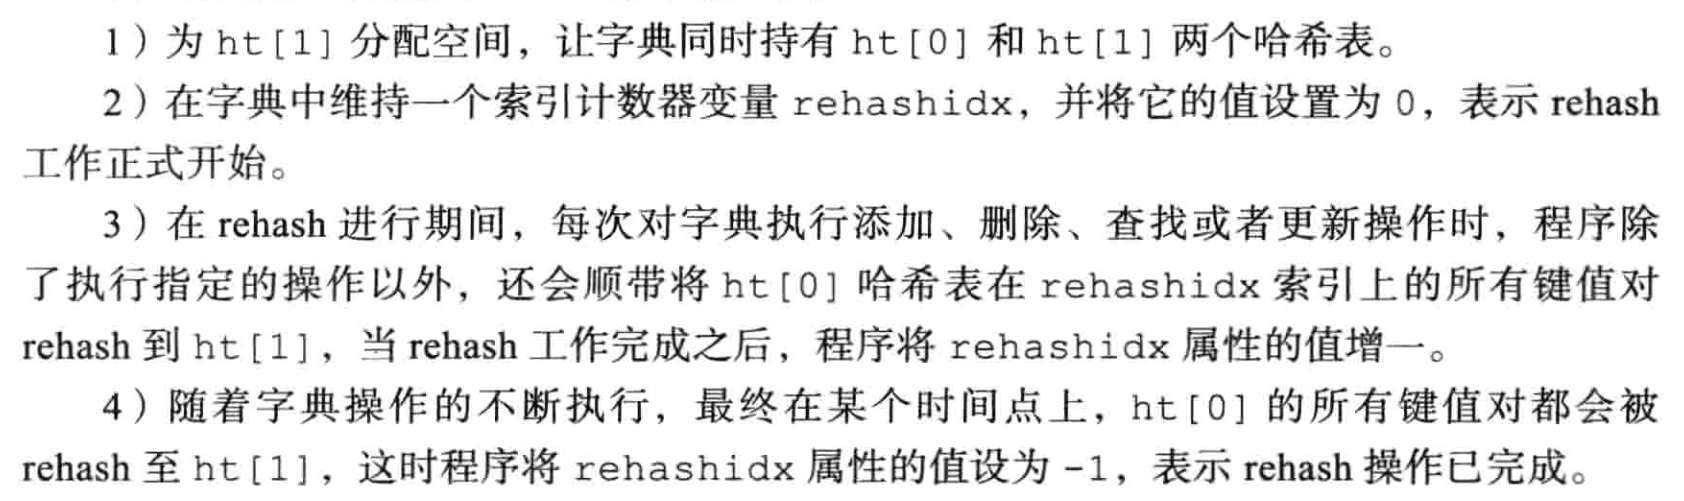 1）为 ht[1] 分配空间，让字典同时持有 ht[0] 和 ht[1] 两个哈希表。
2）在字典中维持一个索引计数器变量 rehashidx，并将它的值设置为 0，表示 rehash
工作正式开始。
3）在 rehash 进行期间，每次对字典执行添加、删除、查找或者更新操作时，程序除
了执行指定的操作以外，还会顺带将 ht[0] 哈希表在 rehashidx 索引上的所有键值对
rehash 到 ht[1]，当 rehash 工作完成之后，程序将 rehashidx 属性的值增一。
4）随着字典操作的不断执行，最终在某个时间点上，ht[0] 的所有键值对都会被
rehash 至 ht[1]，这时程序将 rehashidx 属性的值设为 -1，表示 rehash 操作已完成。